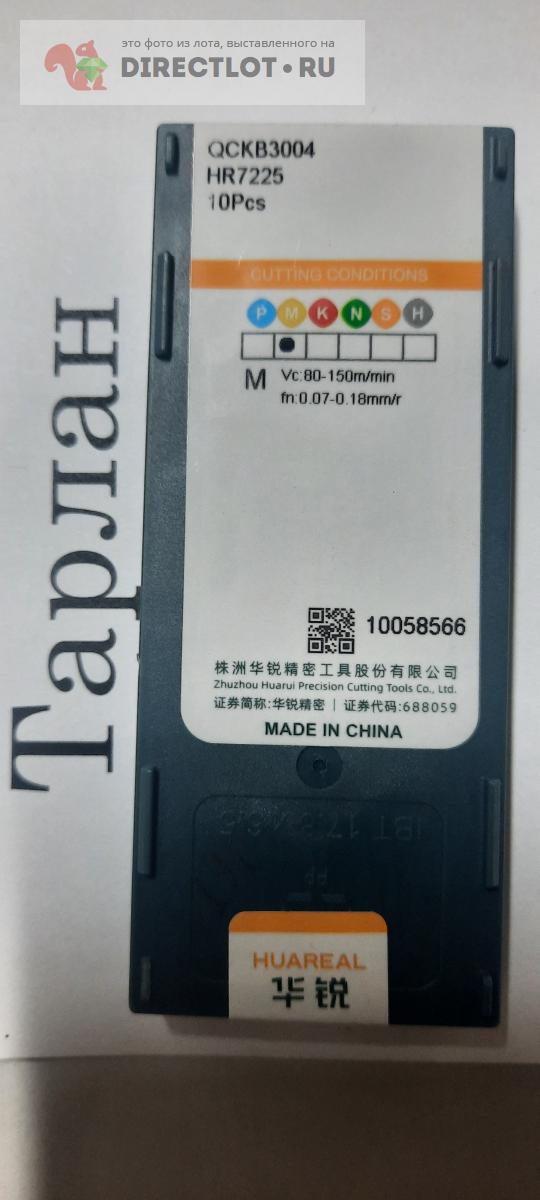 это фото из лота, выставленного на
DIRECTLOT•RU
QCKB3004
HR7225
10Pcs
CUTTING CONDITIONS
P M K N S H
M Vc:80-150m/min
fn:0.07-0.18mm/r
10058566
株洲华锐精密工具股份有限公司
Zhuzhou Huarui Precision Cutting Tools Co., Ltd.
证券简称:华锐精密 | 证券代码:688059
MADE IN CHINA
PP
HUAREAL
华锐
Тарлан